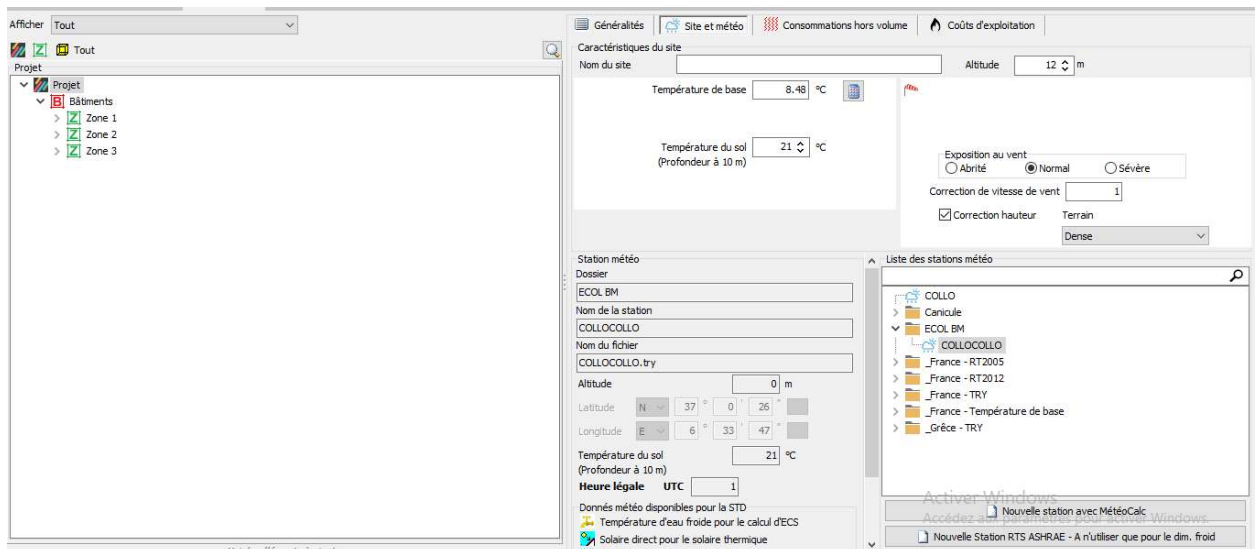 Afficher Tout
Tout
Projet
Projet
B Bâtiments
Z Zone 1
Z Zone 2
Z Zone 3
Généralités Site et météo Consommations hors volume Coûts d'exploitation
Caractéristiques du site
Nom du site Altitude 12 m
Température de base 8.48 °C
Température du sol 21 °C
(Profondeur à 10 m)
Exposition au vent
Abrité Normal Sévère
Correction de vitesse de vent 1
Correction hauteur Terrain
Dense
Station météo
Dossier
ECOL BM
Nom de la station
COLLOCOLLO
Nom du fichier
COLLOCOLLO.try
Altitude 0 m
Latitude N 37 ° 0 ' 26 "
Longitude E 6 ° 33 ' 47 "
Température du sol 21 °C
(Profondeur à 10 m)
Heure légale UTC 1
Donnés météo disponibles pour la STD
Température d'eau froide pour le calcul d'ECS
Solaire direct pour le solaire thermique
Liste des stations météo
COLLO
Canicule
ECOL BM
COLLOCOLLO
_France - RT2005
_France - RT2012
_France - TRY
_France - Température de base
_Grêce - TRY
Activer Windows
Accédez aux paramètres pour activer Windows.
Nouvelle station avec MétéoCalc
Nouvelle Station RTS ASHRAE - A n'utiliser que pour le dim. froid